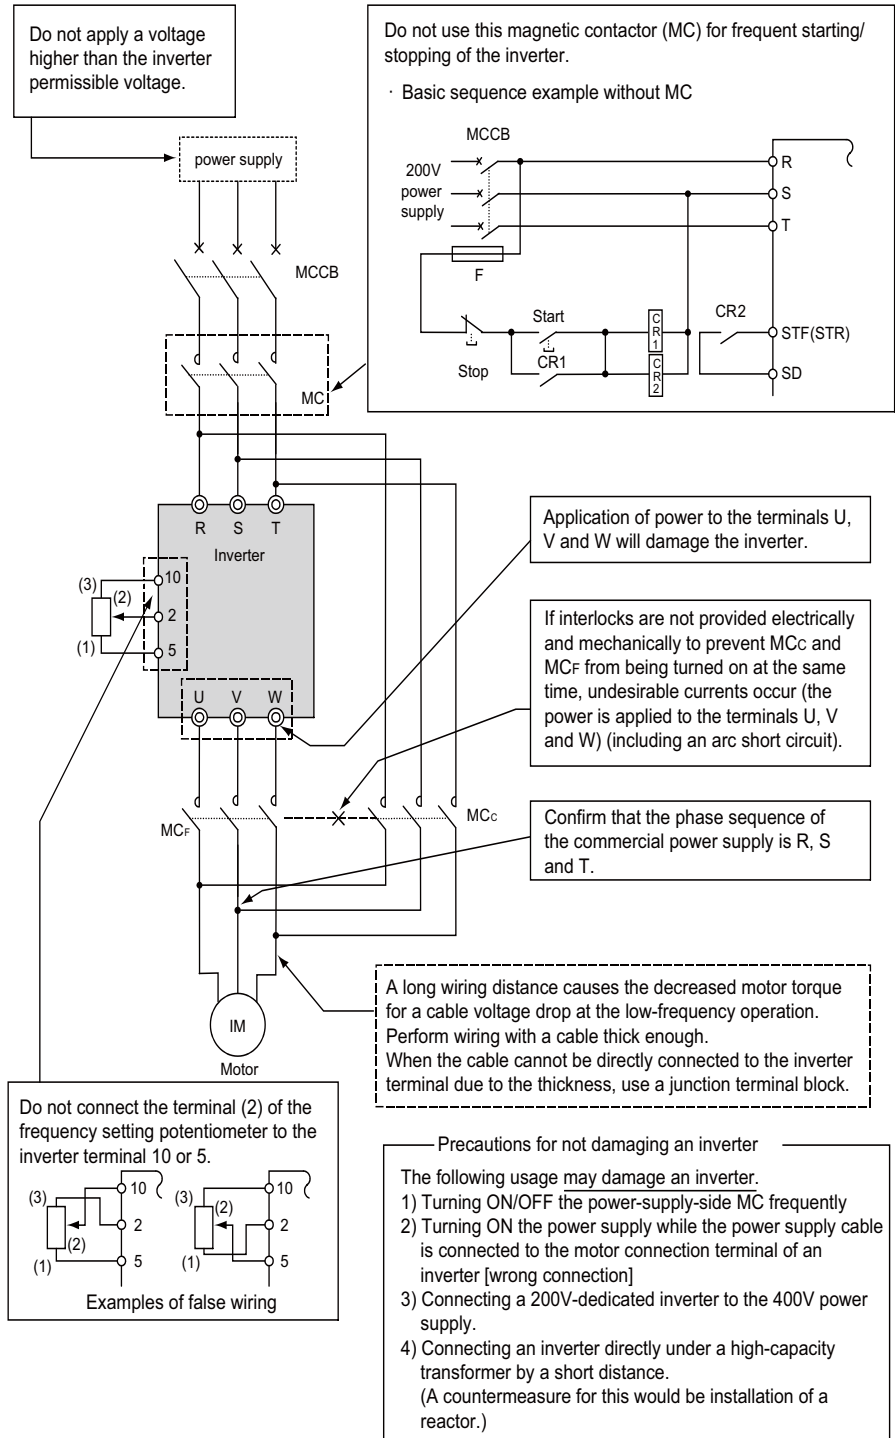 Do not apply a voltage
higher than the inverter
permissible voltage.
power supply
MCCB
MC
Do not use this magnetic contactor (MC) for frequent starting/
stopping of the inverter.
· Basic sequence example without MC
MCCB
200V
power
supply
R
S
T
F
Start
Stop
CR1
CR1
CR2
CR2
STF(STR)
SD
R S T
Inverter
(3)
(2)
(1)
10
2
5
U V W
Application of power to the terminals U,
V and W will damage the inverter.
If interlocks are not provided electrically
and mechanically to prevent MCC and
MCF from being turned on at the same
time, undesirable currents occur (the
power is applied to the terminals U, V
and W) (including an arc short circuit).
MCF
MCC
Confirm that the phase sequence of
the commercial power supply is R, S
and T.
A long wiring distance causes the decreased motor torque
for a cable voltage drop at the low-frequency operation.
Perform wiring with a cable thick enough.
When the cable cannot be directly connected to the inverter
terminal due to the thickness, use a junction terminal block.
IM
Motor
Do not connect the terminal (2) of the
frequency setting potentiometer to the
inverter terminal 10 or 5.
(3)
(2)
(1)
10
2
5
(3)
(2)
(1)
10
2
5
Examples of false wiring
Precautions for not damaging an inverter
The following usage may damage an inverter.
1) Turning ON/OFF the power-supply-side MC frequently
2) Turning ON the power supply while the power supply cable
is connected to the motor connection terminal of an
inverter [wrong connection]
3) Connecting a 200V-dedicated inverter to the 400V power
supply.
4) Connecting an inverter directly under a high-capacity
transformer by a short distance.
(A countermeasure for this would be installation of a
reactor.)